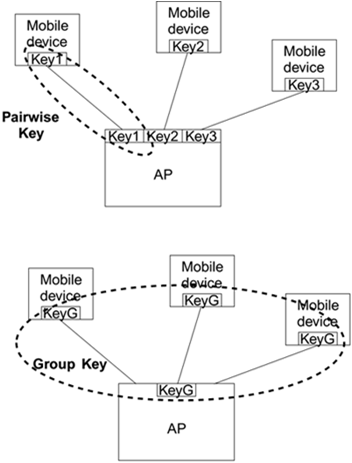 Mobile
device
Key1
Mobile
device
Key2
Mobile
device
Key3
Pairwise
Key
Key1 Key2 Key3
AP
Mobile
device
KeyG
Mobile
device
KeyG
Mobile
device
KeyG
Group Key
KeyG
AP